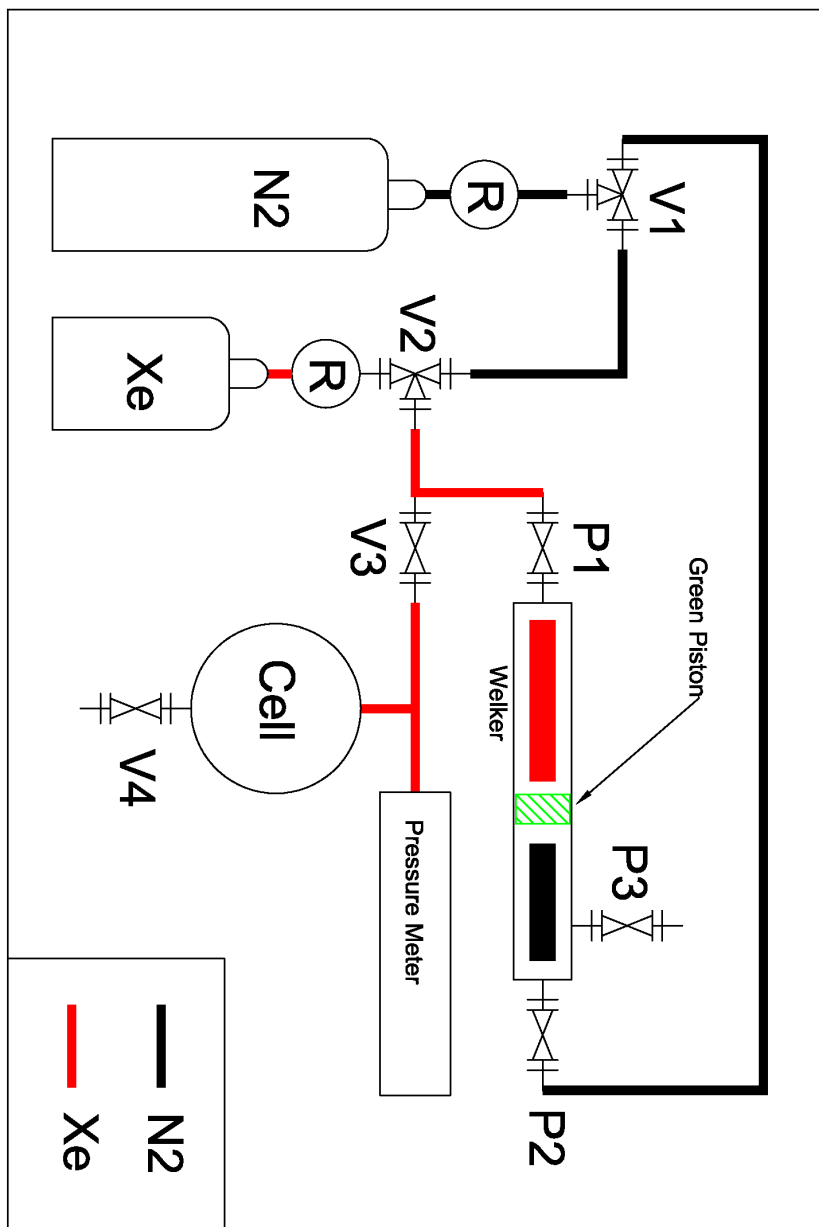 N2
R
V1
Xe
R
V2
V3
P1
Green Piston
Welker
Cell
V4
Pressure Meter
P3
P2
N2
Xe